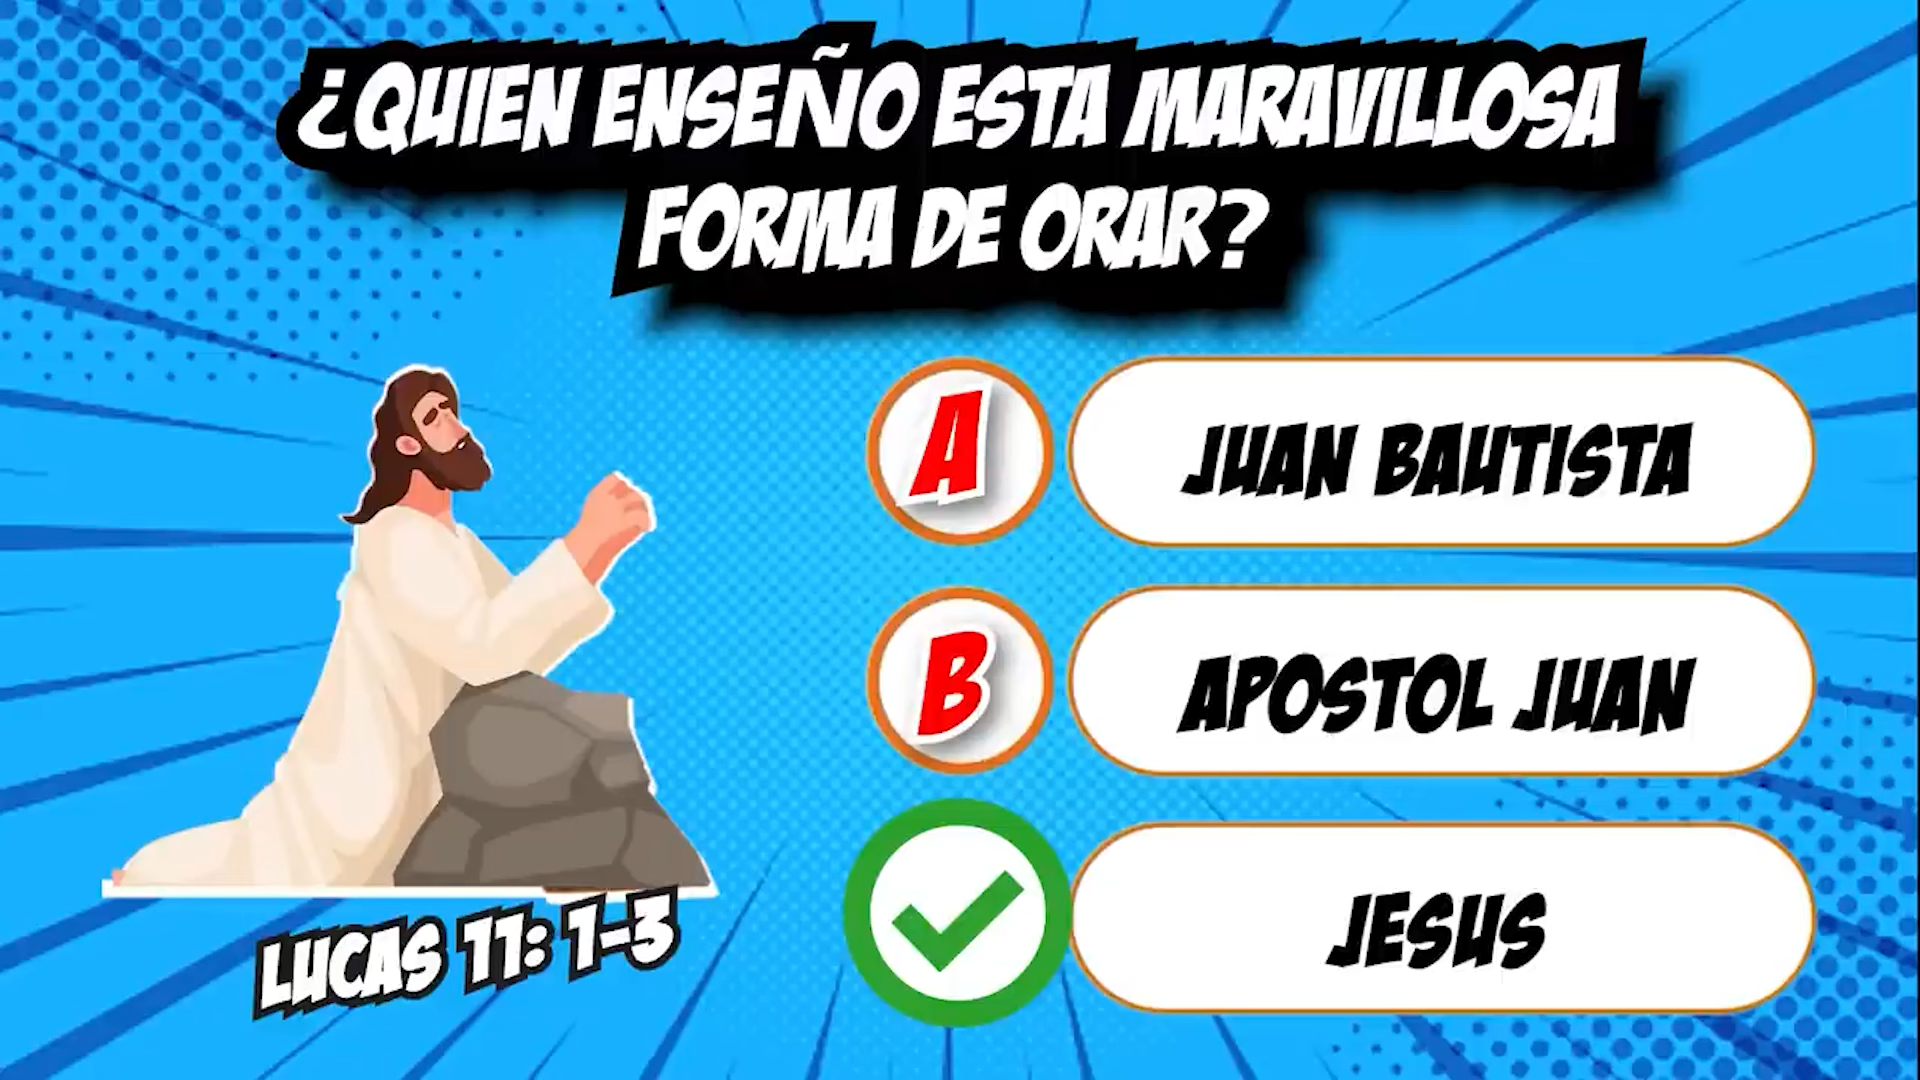 ¿QUIEN ENSEÑO ESTA MARAVILLOSA
FORMA DE ORAR?
A
JUAN BAUTISTA
B
APOSTOL JUAN
JESUS
LUCAS 11: 1-3